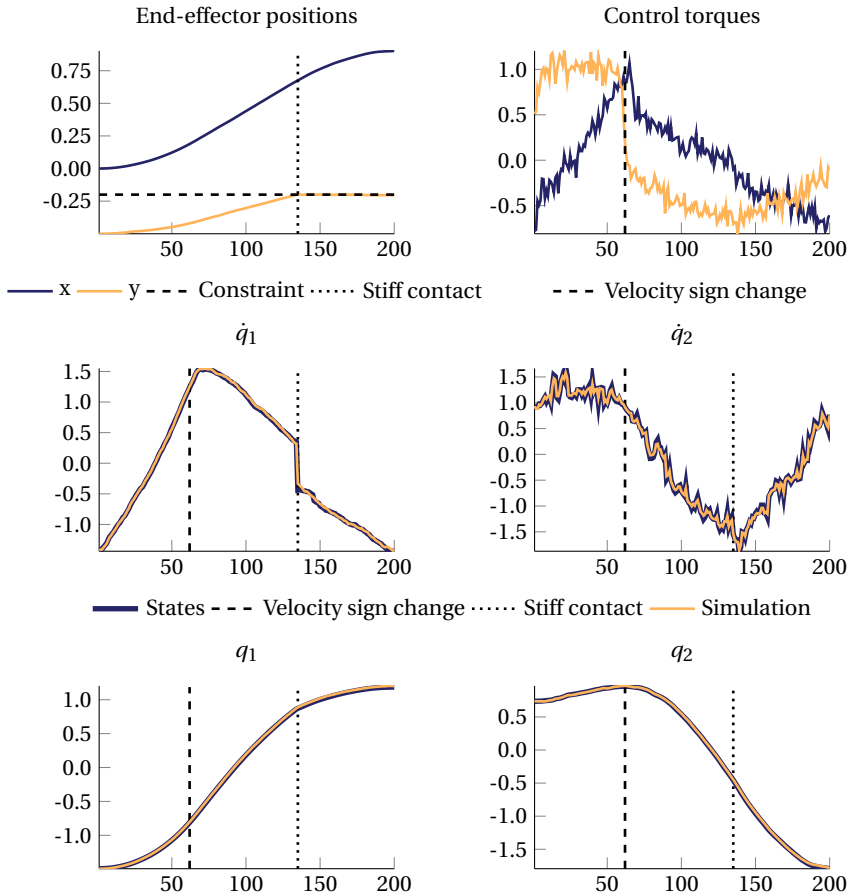 End-effector positions
Control torques
0.75
0.50
0.25
0.00
-0.25
50 100 150 200
1.0
0.5
0.0
-0.5
50 100 150 200
x y Constraint Stiff contact
Velocity sign change
q̇1
q̇2
1.5
1.0
0.5
0.0
-0.5
-1.0
50 100 150 200
1.5
1.0
0.5
0.0
-0.5
-1.0
-1.5
50 100 150 200
States Velocity sign change Stiff contact Simulation
q1
q2
1.0
0.5
0.0
-0.5
-1.0
50 100 150 200
0.5
0.0
-0.5
-1.0
-1.5
50 100 150 200